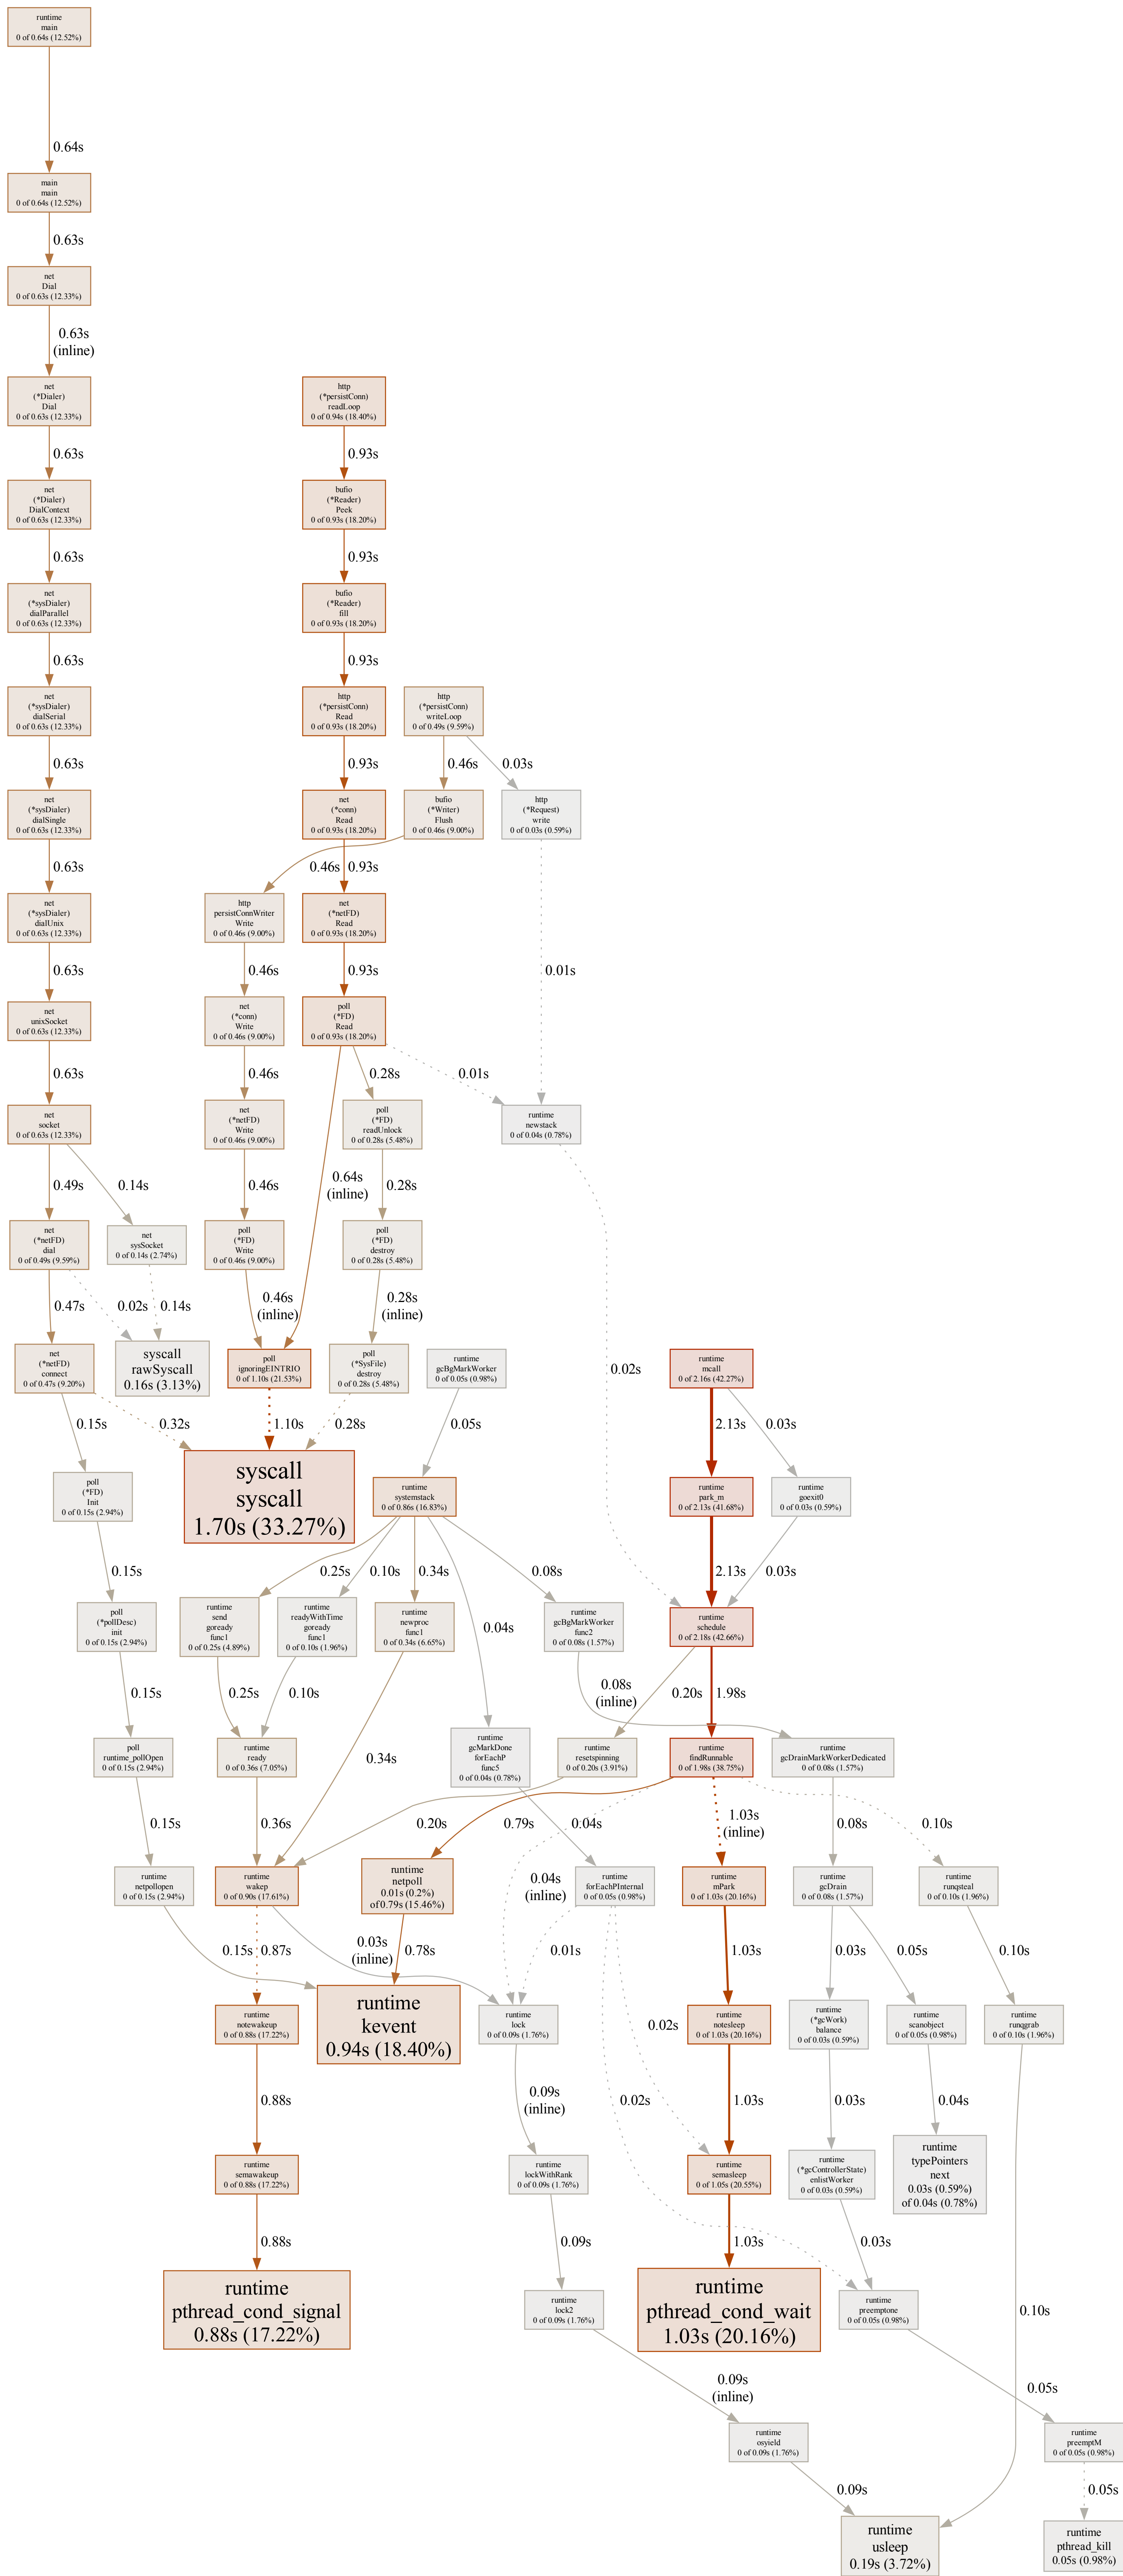 runtime
main
0 of 0.64s (12.52%)
0.64s
main
main
0 of 0.64s (12.52%)
0.63s
net
Dial
0 of 0.63s (12.33%)
0.63s
(inline)
net
(*Dialer)
Dial
0 of 0.63s (12.33%)
http
(*persistConn)
readLoop
0 of 0.94s (18.40%)
0.63s
0.93s
net
(*Dialer)
DialContext
0 of 0.63s (12.33%)
bufio
(*Reader)
Peek
0 of 0.93s (18.20%)
0.63s
0.93s
net
(*sysDialer)
dialParallel
0 of 0.63s (12.33%)
bufio
(*Reader)
fill
0 of 0.93s (18.20%)
0.63s
0.93s
net
(*sysDialer)
dialSerial
0 of 0.63s (12.33%)
http
(*persistConn)
Read
0 of 0.93s (18.20%)
http
(*persistConn)
writeLoop
0 of 0.49s (9.59%)
0.63s
0.93s
0.46s
0.03s
net
(*sysDialer)
dialSingle
0 of 0.63s (12.33%)
net
(*conn)
Read
0 of 0.93s (18.20%)
bufio
(*Writer)
Flush
0 of 0.46s (9.00%)
http
(*Request)
write
0 of 0.03s (0.59%)
0.63s
0.46s
0.93s
net
(*sysDialer)
dialUnix
0 of 0.63s (12.33%)
http
persistConnWriter
Write
0 of 0.46s (9.00%)
net
(*netFD)
Read
0 of 0.93s (18.20%)
0.63s
0.46s
0.93s
0.01s
net
unixSocket
0 of 0.63s (12.33%)
net
(*conn)
Write
0 of 0.46s (9.00%)
poll
(*FD)
Read
0 of 0.93s (18.20%)
0.63s
0.46s
0.28s
0.01s
net
socket
0 of 0.63s (12.33%)
net
(*netFD)
Write
0 of 0.46s (9.00%)
poll
(*FD)
readUnlock
0 of 0.28s (5.48%)
runtime
newstack
0 of 0.04s (0.78%)
0.49s
0.14s
0.46s
0.64s
(inline)
0.28s
net
(*netFD)
dial
0 of 0.49s (9.59%)
net
sysSocket
0 of 0.14s (2.74%)
poll
(*FD)
Write
0 of 0.46s (9.00%)
poll
(*FD)
destroy
0 of 0.28s (5.48%)
0.47s
0.02s
0.14s
0.46s
(inline)
0.28s
(inline)
net
(*netFD)
connect
0 of 0.47s (9.20%)
syscall
rawSyscall
0.16s (3.13%)
poll
ignoringEINTRIO
0 of 1.10s (21.53%)
poll
(*SysFile)
destroy
0 of 0.28s (5.48%)
runtime
gcBgMarkWorker
0 of 0.05s (0.98%)
0.02s
runtime
mcall
0 of 2.16s (42.27%)
0.15s
0.32s
1.10s
0.28s
0.05s
2.13s
0.03s
poll
(*FD)
Init
0 of 0.15s (2.94%)
syscall
syscall
1.70s (33.27%)
runtime
systemstack
0 of 0.86s (16.83%)
runtime
park_m
0 of 2.13s (41.68%)
runtime
goexit0
0 of 0.03s (0.59%)
0.15s
0.25s
0.10s
0.34s
0.08s
2.13s
0.03s
poll
(*pollDesc)
init
0 of 0.15s (2.94%)
runtime
send
goready
func1
0 of 0.25s (4.89%)
runtime
readyWithTime
goready
func1
0 of 0.10s (1.96%)
runtime
newproc
func1
0 of 0.34s (6.65%)
0.04s
runtime
gcBgMarkWorker
func2
0 of 0.08s (1.57%)
runtime
schedule
0 of 2.18s (42.66%)
0.15s
0.25s
0.10s
0.08s
(inline)
0.20s
1.98s
poll
runtime_pollOpen
0 of 0.15s (2.94%)
runtime
ready
0 of 0.36s (7.05%)
0.34s
runtime
gcMarkDone
forEachP
func5
0 of 0.04s (0.78%)
runtime
resetspinning
0 of 0.20s (3.91%)
runtime
findRunnable
0 of 1.98s (38.75%)
runtime
gcDrainMarkWorkerDedicated
0 of 0.08s (1.57%)
0.15s
0.36s
0.20s
0.79s
0.04s
1.03s
(inline)
0.08s
0.10s
runtime
netpollopen
0 of 0.15s (2.94%)
runtime
wakep
0 of 0.90s (17.61%)
runtime
netpoll
0.01s (0.2%)
of 0.79s (15.46%)
0.04s
(inline)
runtime
forEachPInternal
0 of 0.05s (0.98%)
runtime
mPark
0 of 1.03s (20.16%)
runtime
gcDrain
0 of 0.08s (1.57%)
runtime
runqsteal
0 of 0.10s (1.96%)
0.15s
0.87s
0.03s
(inline)
0.78s
0.01s
1.03s
0.03s
0.05s
0.10s
runtime
notewakeup
0 of 0.88s (17.22%)
runtime
kevent
0.94s (18.40%)
runtime
lock
0 of 0.09s (1.76%)
0.02s
runtime
notesleep
0 of 1.03s (20.16%)
runtime
(*gcWork)
balance
0 of 0.03s (0.59%)
runtime
scanobject
0 of 0.05s (0.98%)
runtime
runqgrab
0 of 0.10s (1.96%)
0.88s
0.09s
(inline)
0.02s
1.03s
0.03s
0.04s
runtime
semawakeup
0 of 0.88s (17.22%)
runtime
lockWithRank
0 of 0.09s (1.76%)
runtime
semasleep
0 of 1.05s (20.55%)
runtime
(*gcControllerState)
enlistWorker
0 of 0.03s (0.59%)
runtime
typePointers
next
0.03s (0.59%)
of 0.04s (0.78%)
0.88s
0.09s
1.03s
0.03s
runtime
pthread_cond_signal
0.88s (17.22%)
runtime
lock2
0 of 0.09s (1.76%)
runtime
pthread_cond_wait
1.03s (20.16%)
runtime
preemptone
0 of 0.05s (0.98%)
0.10s
0.09s
(inline)
0.05s
runtime
osyield
0 of 0.09s (1.76%)
runtime
preemptM
0 of 0.05s (0.98%)
0.09s
0.05s
runtime
usleep
0.19s (3.72%)
runtime
pthread_kill
0.05s (0.98%)